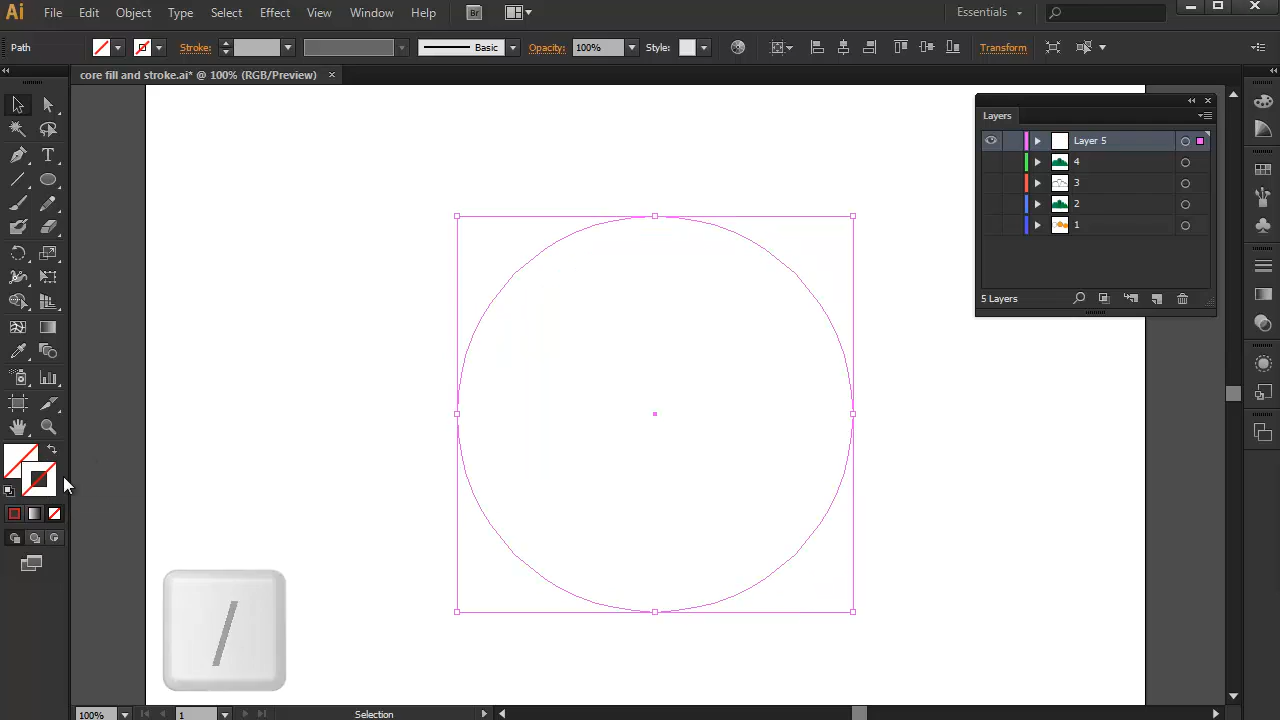 Ai File Edit Object Type Select Effect View Window Help Br Essentials
Path Stroke: Basic Opacity: 100% Style: Transform
core fill and stroke.ai* @ 100% (RGB/Preview) ×
Layers
Layer 5
4
3
2
1
5 Layers
T
/
100% 1 Selection